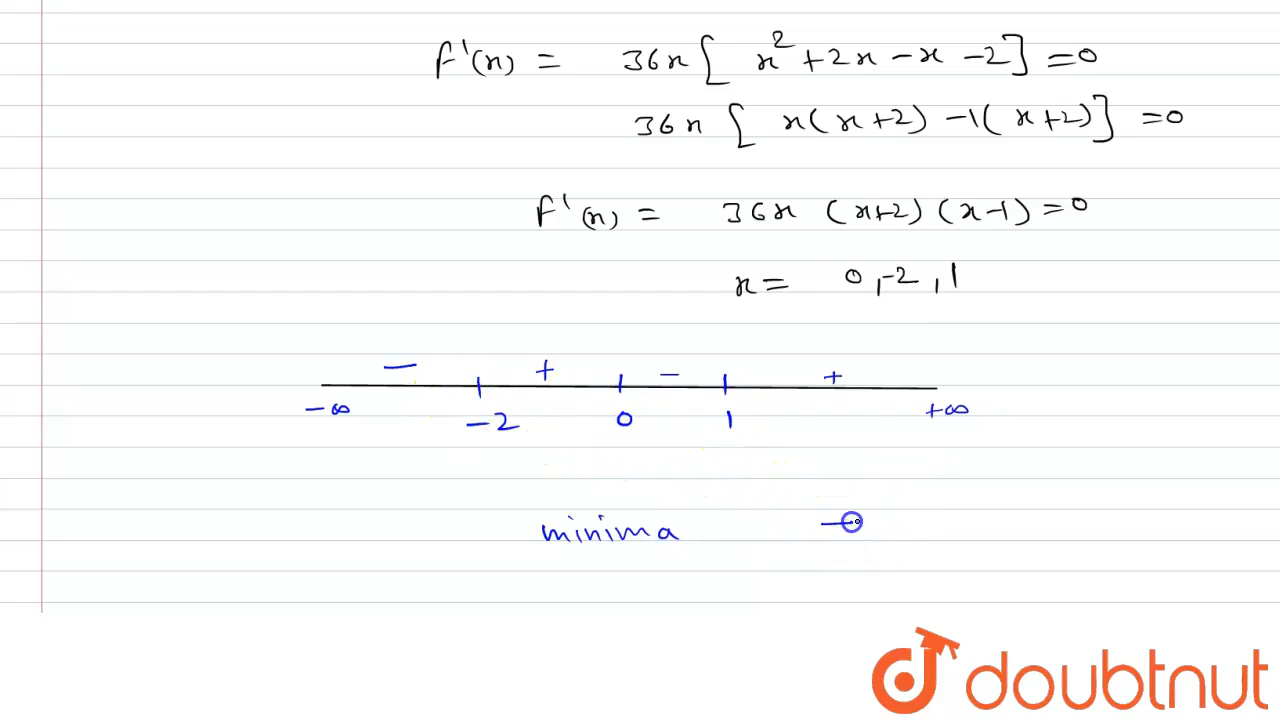 f'(x) = 36x [ x² + 2x - x - 2 ] = 0
36x [ x( x+2) - 1( x+2) ] = 0
f'(x) = 36x (x+2) (x-1) = 0
x = 0, -2, 1
- + - +
-∞ -2 0 1 +∞
minima -
doubtnut